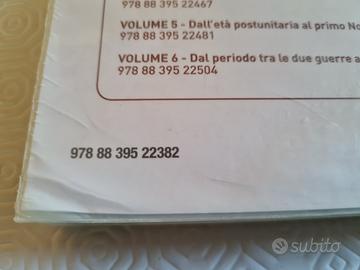 978 88 395 22467
VOLUME 5 - Dall'età postunitaria al primo No
978 88 395 22481
VOLUME 6 - Dal periodo tra le due guerre a
978 88 395 22504
978 88 395 22382
subito